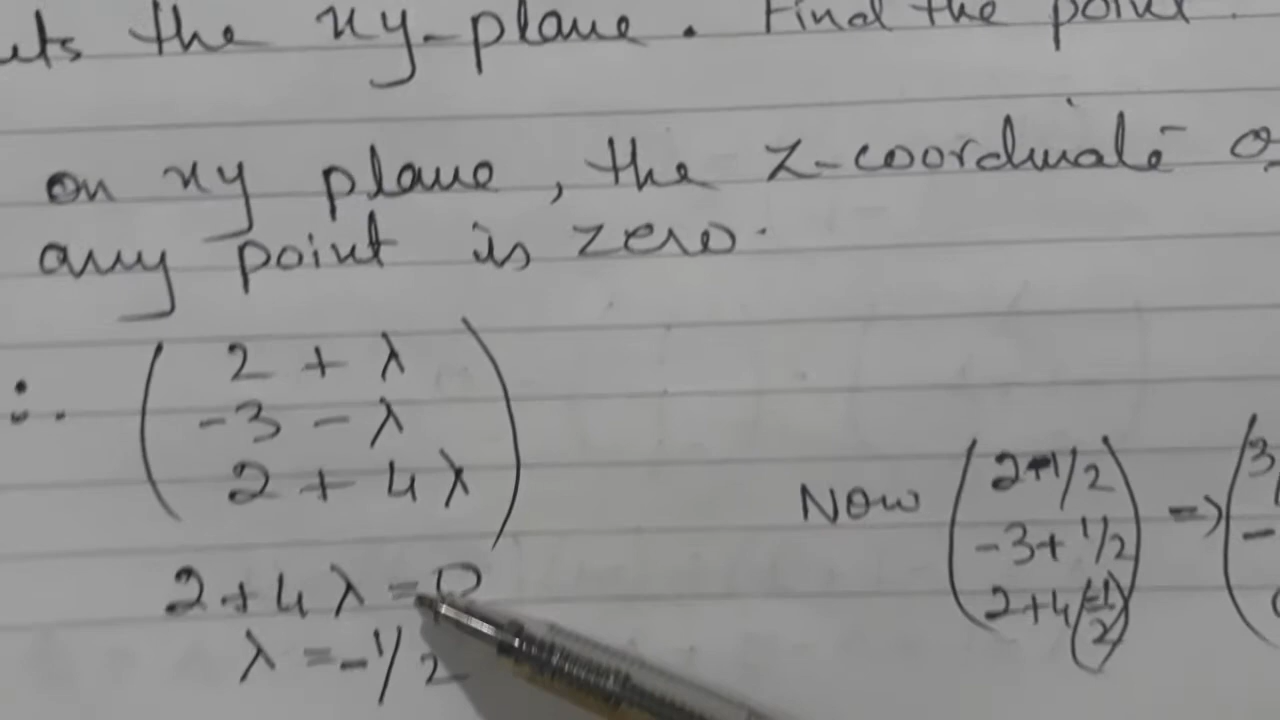 the xy-plane. Find the point.
on xy plane, the z-coordinate
any point is zero.
∴ ( 2 + λ
-3 - λ
2 + 4λ )
2+4λ=0
λ = -1/2
Now ( 2-1/2
-3+1/2
2+4(-1/2) ) => ( 3
-